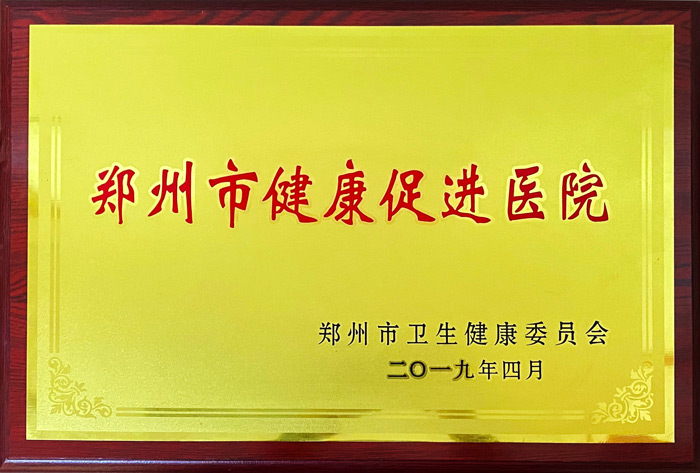 郑州市健康促进医院
郑州市卫生健康委员会
二〇一九年四月